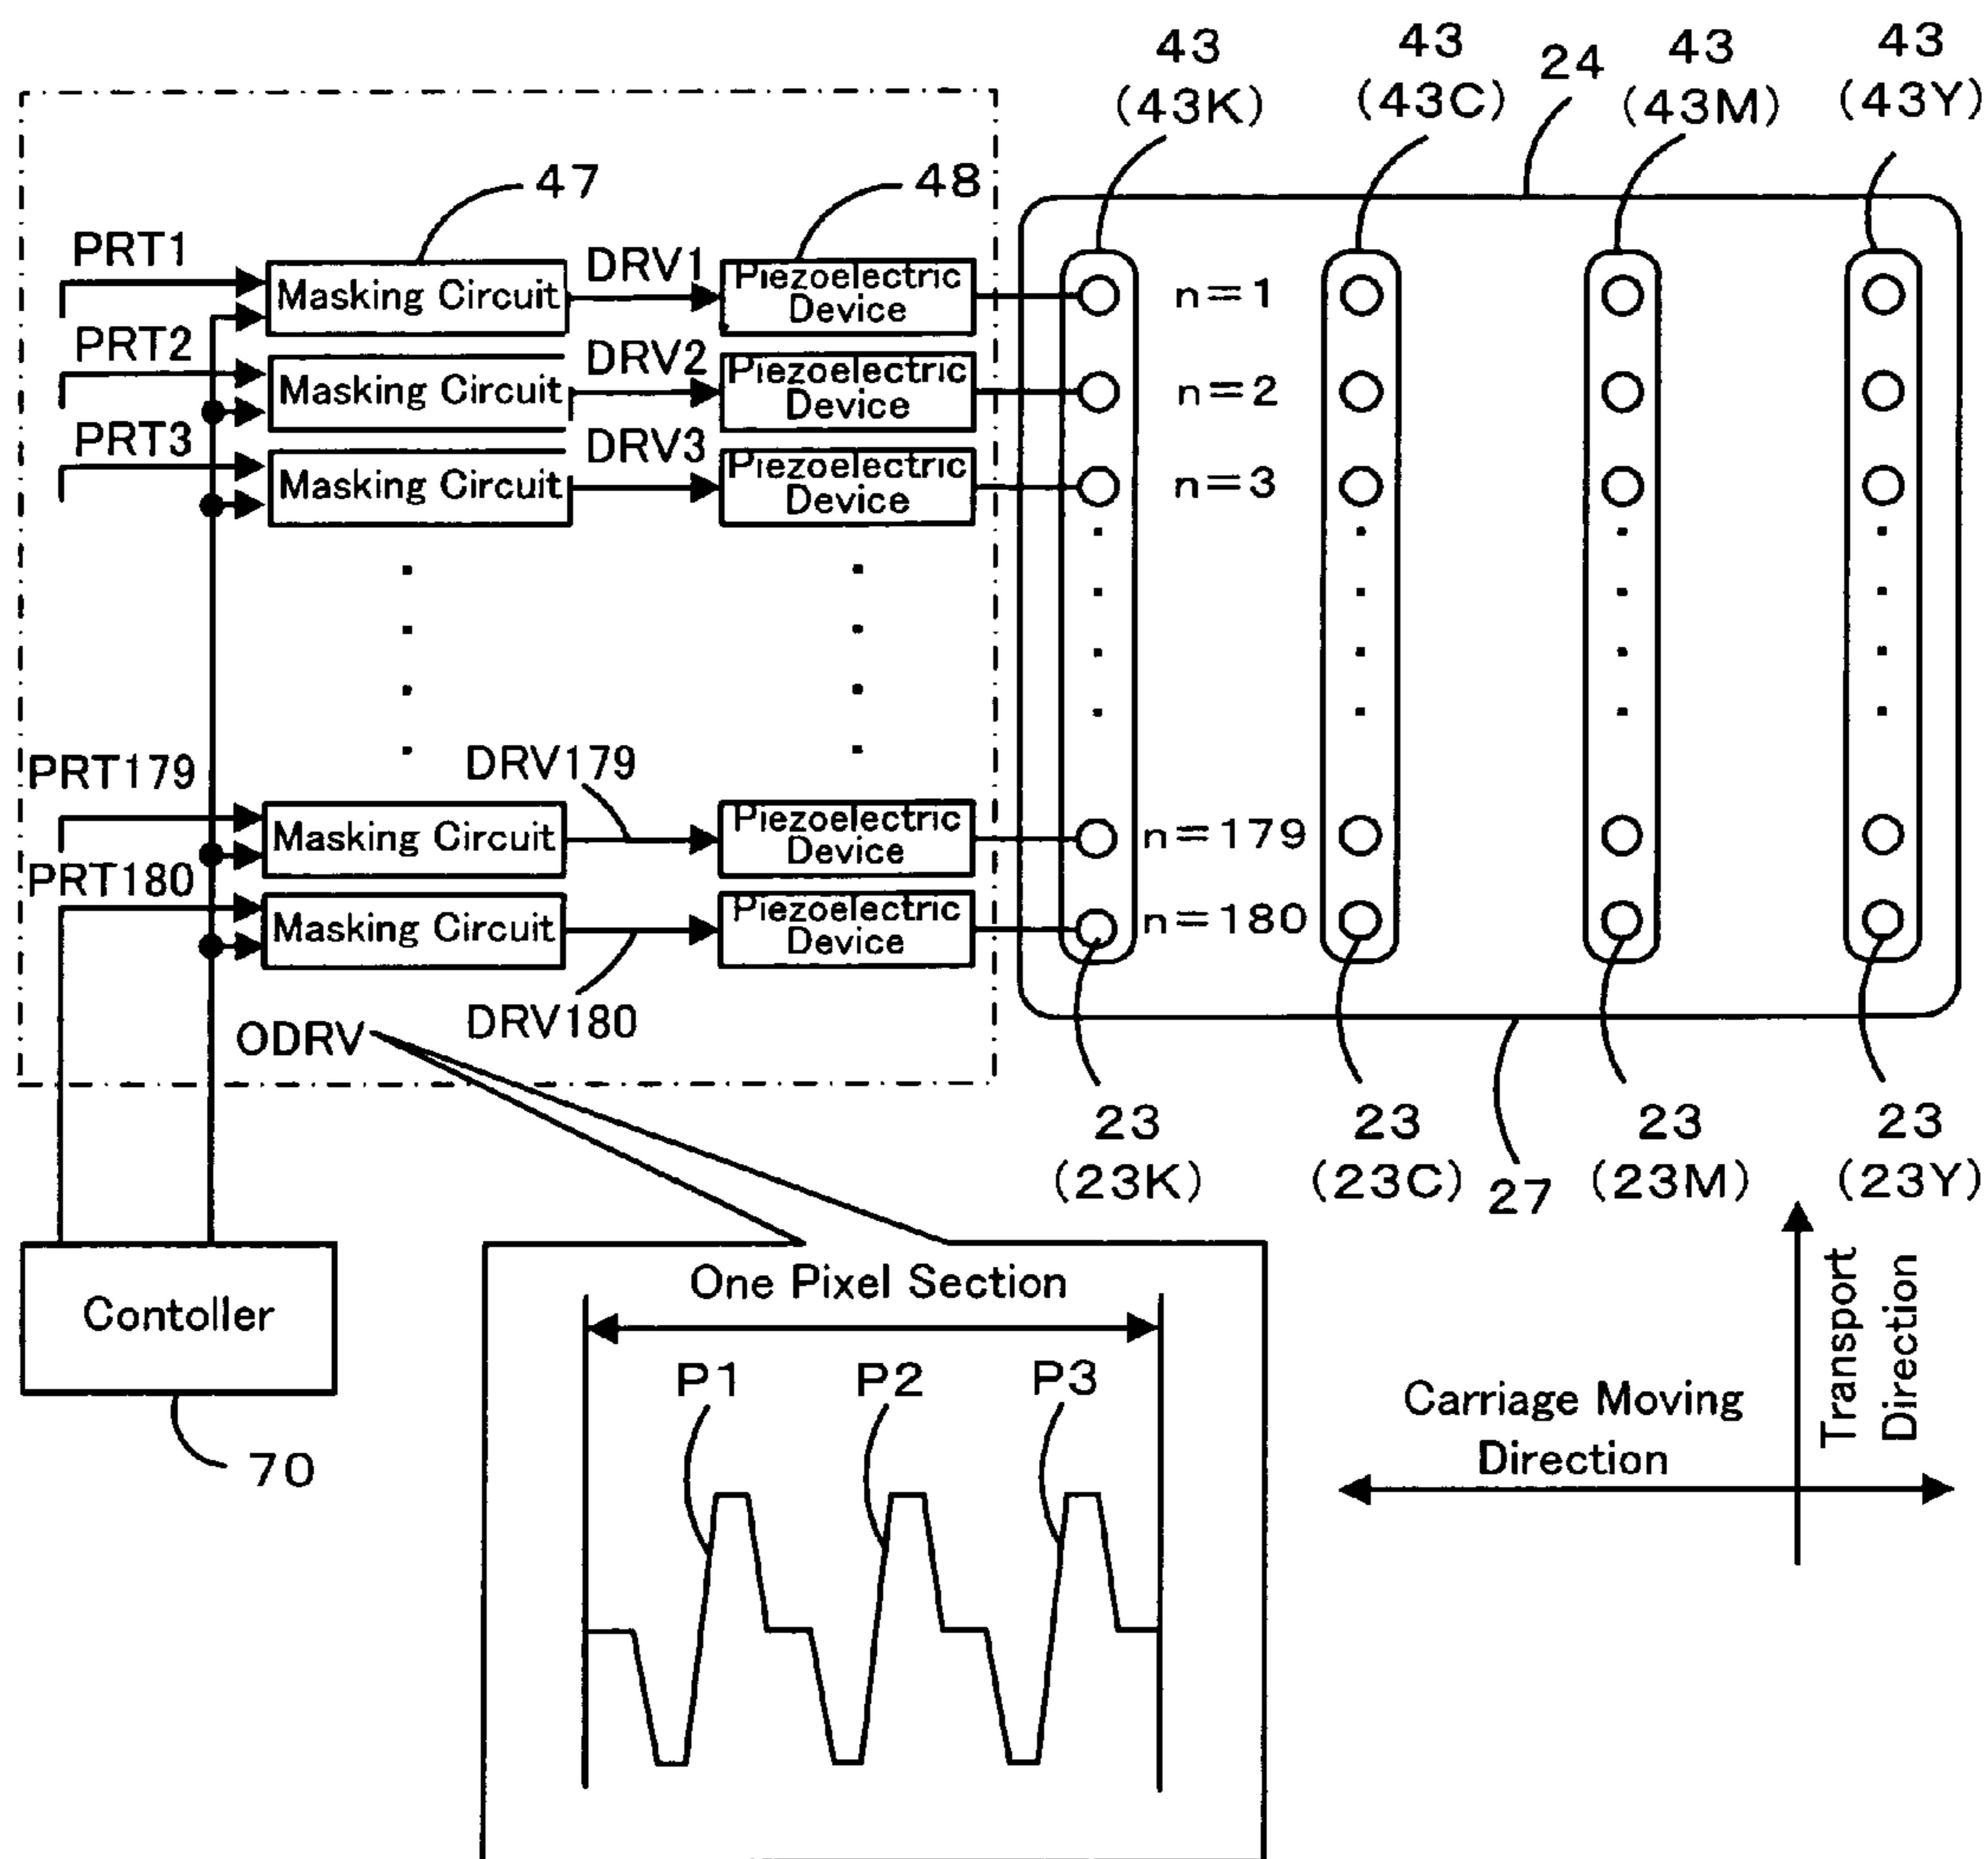 43 43 24 43 43
(43K) (43C) (43M) (43Y)
47 48
PRT1 Masking Circuit DRV1 Piezoelectric Device n=1
PRT2 Masking Circuit DRV2 Piezoelectric Device n=2
PRT3 Masking Circuit DRV3 Piezoelectric Device n=3
PRT179 Masking Circuit DRV179 Piezoelectric Device n=179
PRT180 Masking Circuit DRV180 Piezoelectric Device n=180
ODRV
23 23 23 23
(23K) (23C) 27 (23M) (23Y)
Contoller
70
One Pixel Section
P1 P2 P3
Carriage Moving
Direction
Transport
Direction